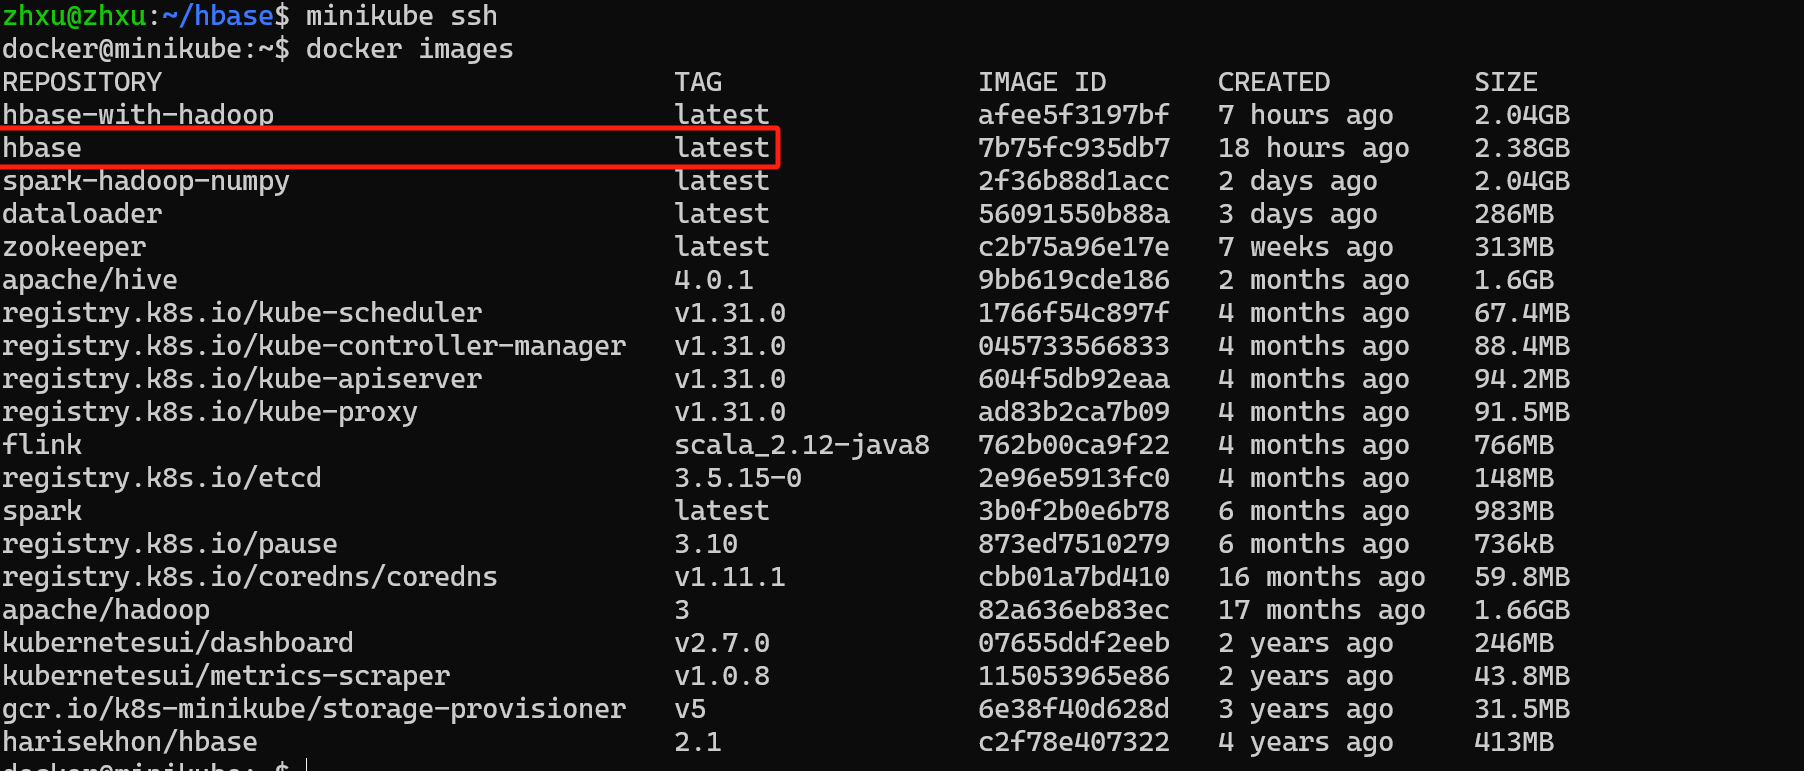 zhxu@zhxu:~/hbase$ minikube ssh
docker@minikube:~$ docker images
REPOSITORY TAG IMAGE ID CREATED SIZE
hbase-with-hadoop latest afee5f3197bf 7 hours ago 2.04GB
hbase latest 7b75fc935db7 18 hours ago 2.38GB
spark-hadoop-numpy latest 2f36b88d1acc 2 days ago 2.04GB
dataloader latest 56091550b88a 3 days ago 286MB
zookeeper latest c2b75a96e17e 7 weeks ago 313MB
apache/hive 4.0.1 9bb619cde186 2 months ago 1.6GB
registry.k8s.io/kube-scheduler v1.31.0 1766f54c897f 4 months ago 67.4MB
registry.k8s.io/kube-controller-manager v1.31.0 045733566833 4 months ago 88.4MB
registry.k8s.io/kube-apiserver v1.31.0 604f5db92eaa 4 months ago 94.2MB
registry.k8s.io/kube-proxy v1.31.0 ad83b2ca7b09 4 months ago 91.5MB
flink scala_2.12-java8 762b00ca9f22 4 months ago 766MB
registry.k8s.io/etcd 3.5.15-0 2e96e5913fc0 4 months ago 148MB
spark latest 3b0f2b0e6b78 6 months ago 983MB
registry.k8s.io/pause 3.10 873ed7510279 6 months ago 736kB
registry.k8s.io/coredns/coredns v1.11.1 cbb01a7bd410 16 months ago 59.8MB
apache/hadoop 3 82a636eb83ec 17 months ago 1.66GB
kubernetesui/dashboard v2.7.0 07655ddf2eeb 2 years ago 246MB
kubernetesui/metrics-scraper v1.0.8 115053965e86 2 years ago 43.8MB
gcr.io/k8s-minikube/storage-provisioner v5 6e38f40d628d 3 years ago 31.5MB
harisekhon/hbase 2.1 c2f78e407322 4 years ago 413MB
docker@minikube:~$